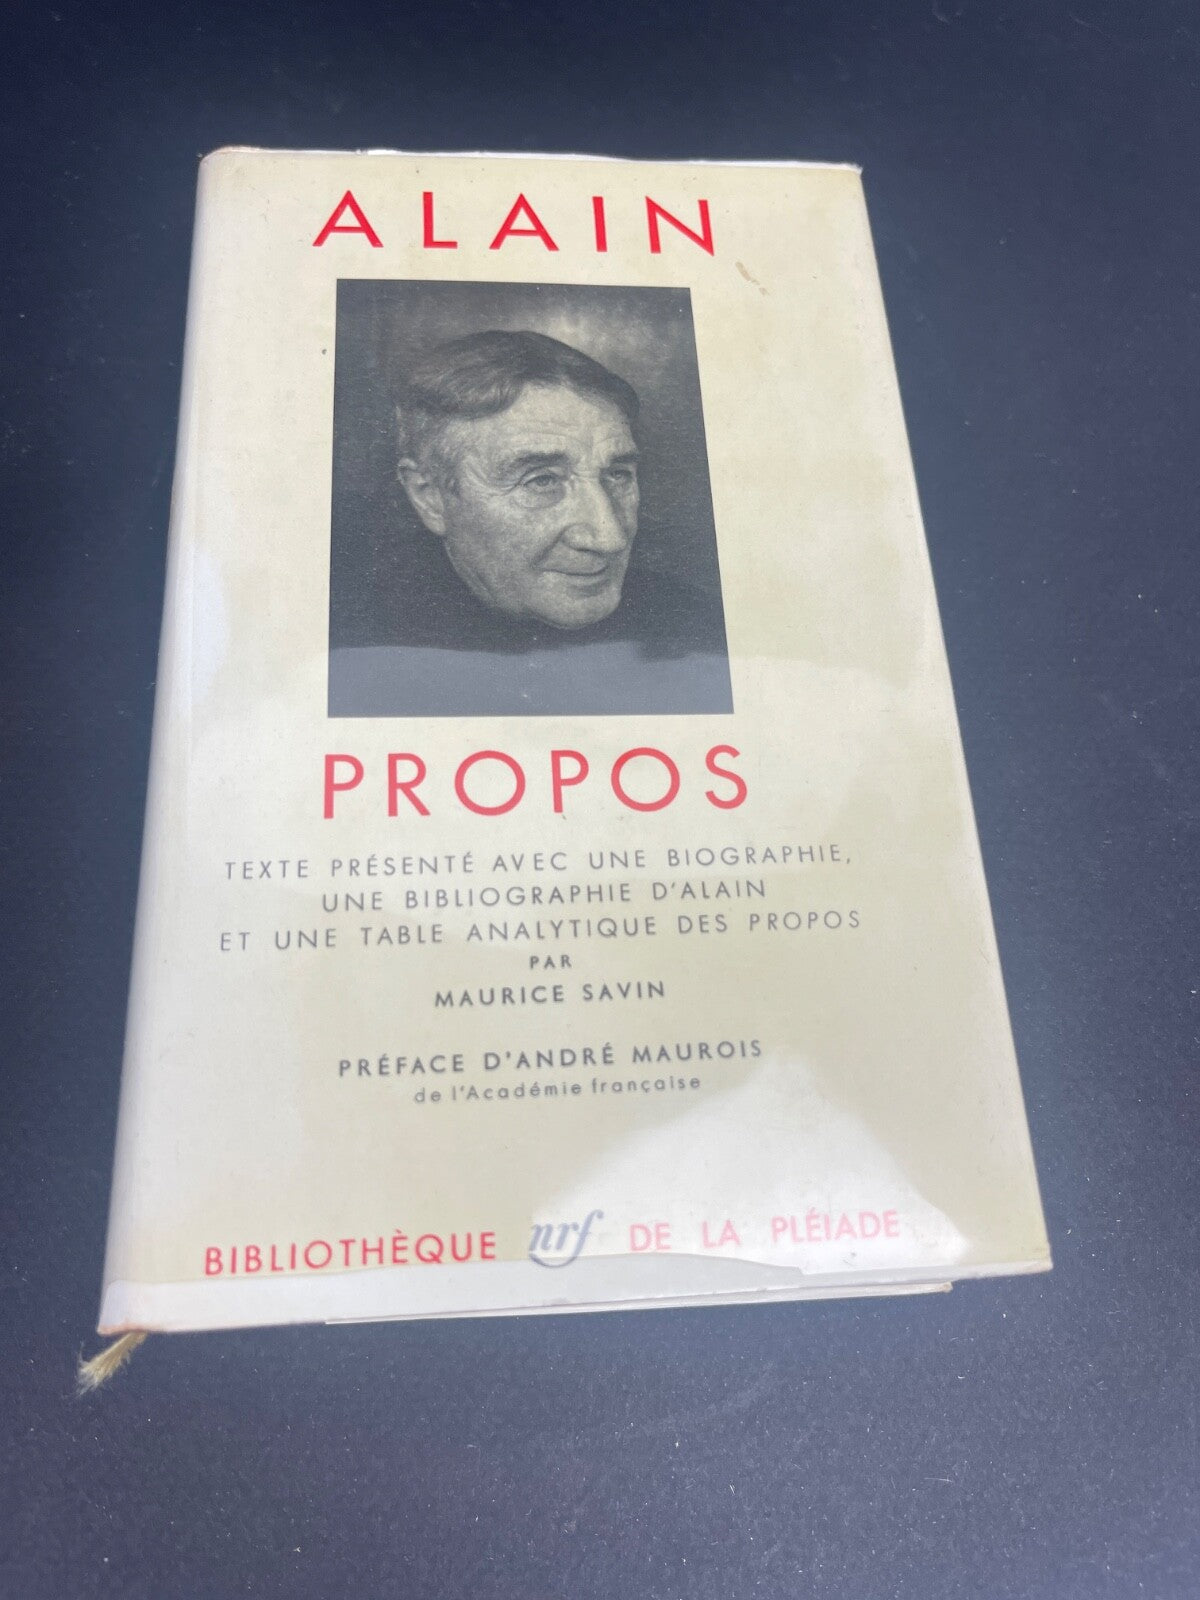 ALAIN
PROPOS
TEXTE PRÉSENTÉ AVEC UNE BIOGRAPHIE,
UNE BIBLIOGRAPHIE D'ALAIN
ET UNE TABLE ANALYTIQUE DES PROPOS
PAR
MAURICE SAVIN
PRÉFACE D'ANDRÉ MAUROIS
de l'Académie française
BIBLIOTHÈQUE nrf DE LA PLÉIADE